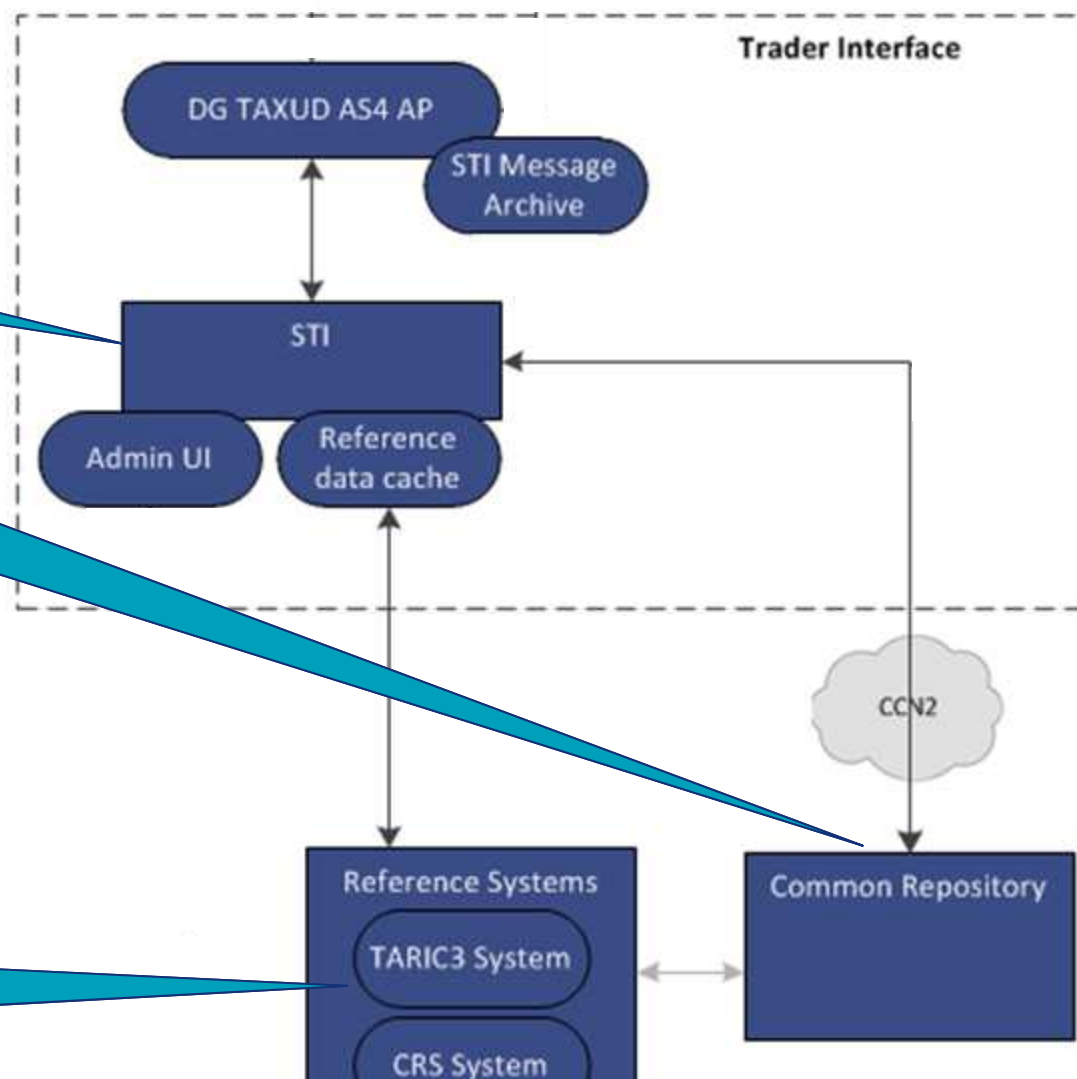 Trader Interface
DG TAXUD AS4 AP
STI Message
Archive
STI
Admin UI
Reference
data cache
CCN2
Reference Systems
TARIC3 System
CRS System
Common Repository